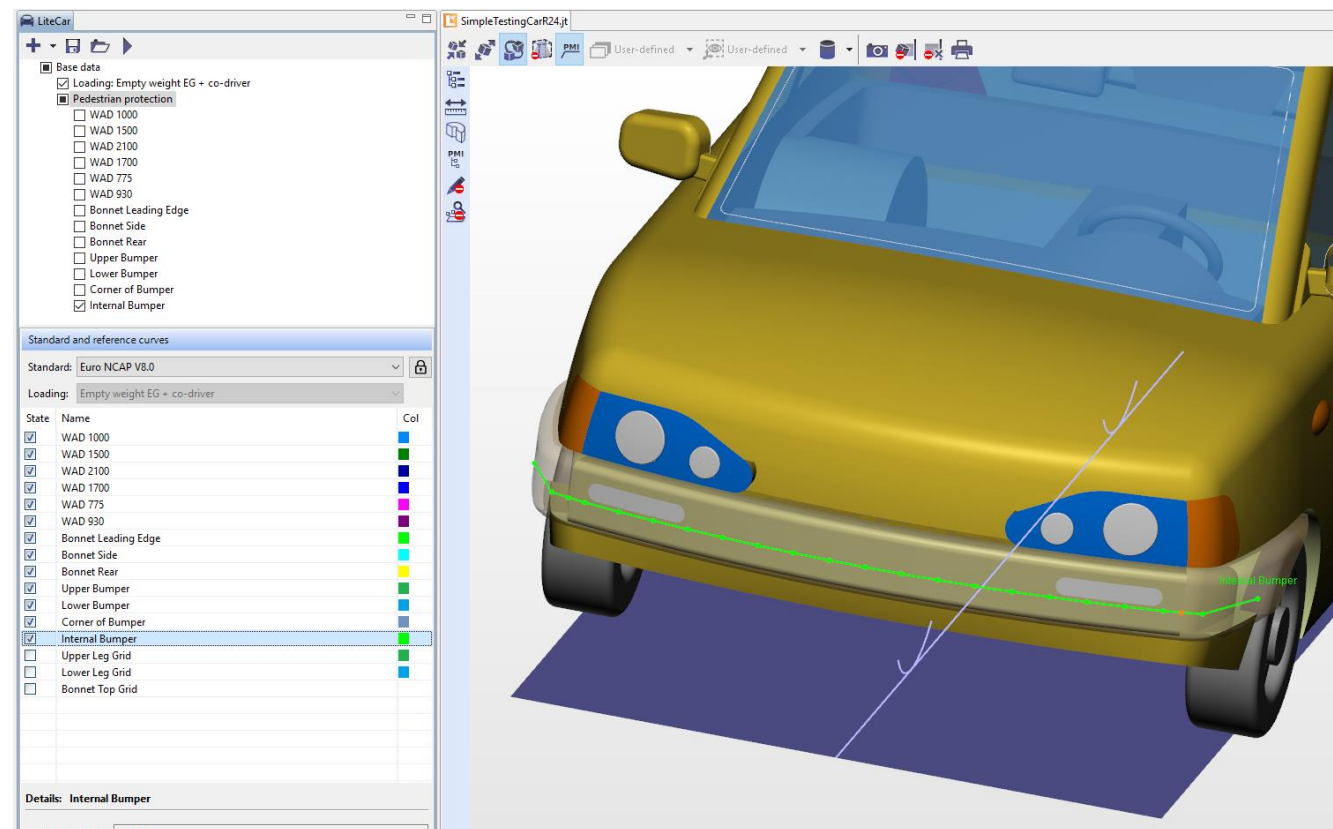 LiteCar
SimpleTestingCarR24.jt
PMI
User-defined
User-defined
Base data
Loading: Empty weight EG + co-driver
Pedestrian protection
WAD 1000
WAD 1500
WAD 2100
WAD 1700
WAD 775
WAD 930
Bonnet Leading Edge
Bonnet Side
Bonnet Rear
Upper Bumper
Lower Bumper
Corner of Bumper
Internal Bumper
PMI
Standard and reference curves
Standard: Euro NCAP V8.0
Loading: Empty weight EG + co-driver
State Name Col
WAD 1000
WAD 1500
WAD 2100
WAD 1700
WAD 775
WAD 930
Bonnet Leading Edge
Bonnet Side
Bonnet Rear
Upper Bumper
Lower Bumper
Corner of Bumper
Internal Bumper
Upper Leg Grid
Lower Leg Grid
Bonnet Top Grid
Details: Internal Bumper
Internal Bumper